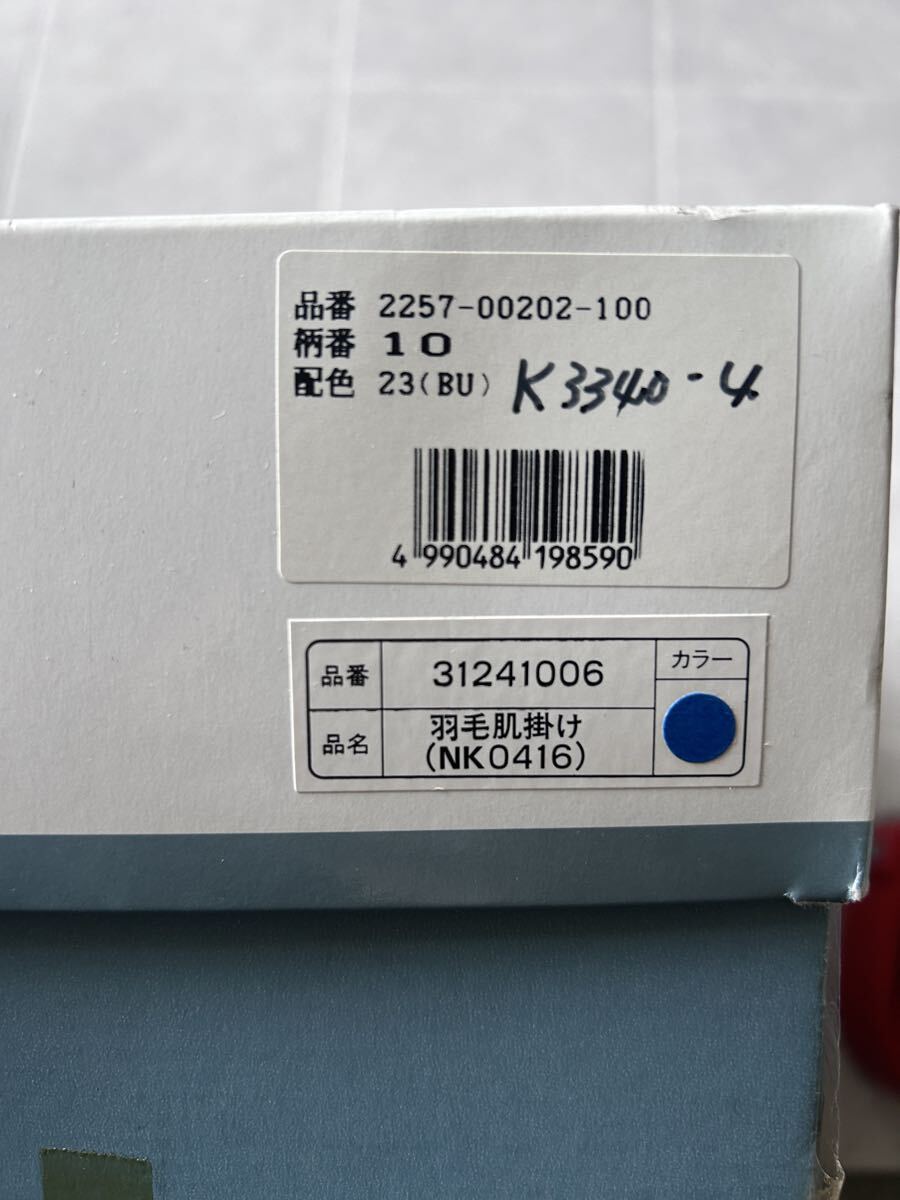 品番 2257-00202-100
柄番 10
配色 23(BU) K3340-4
4 990484 198590
品番 31241006 カラー
品名 羽毛肌掛け
(NK0416)